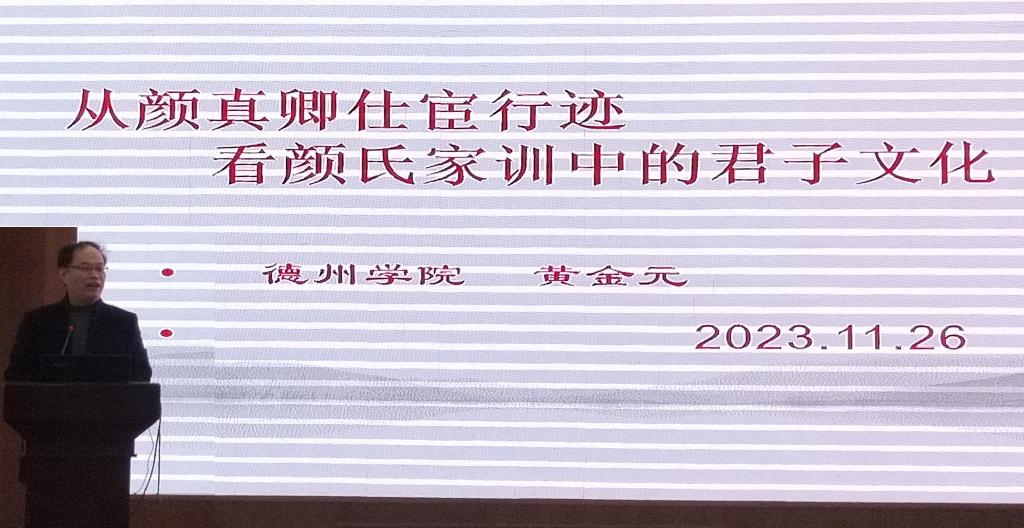 从颜真卿仕宦行迹
看颜氏家训中的君子文化
• 德州学院 黄金元
• 2023.11.26